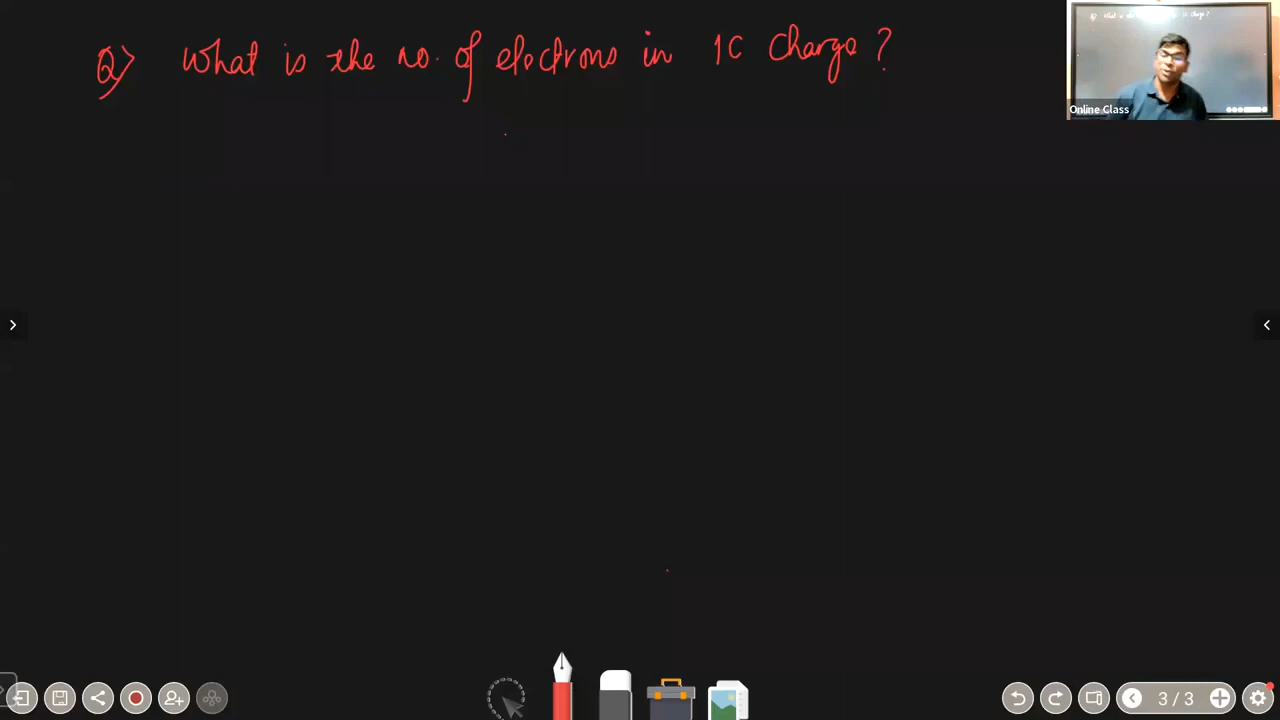 Q> What is the no. of electrons in 1C Charge ?
Online Class
3 / 3